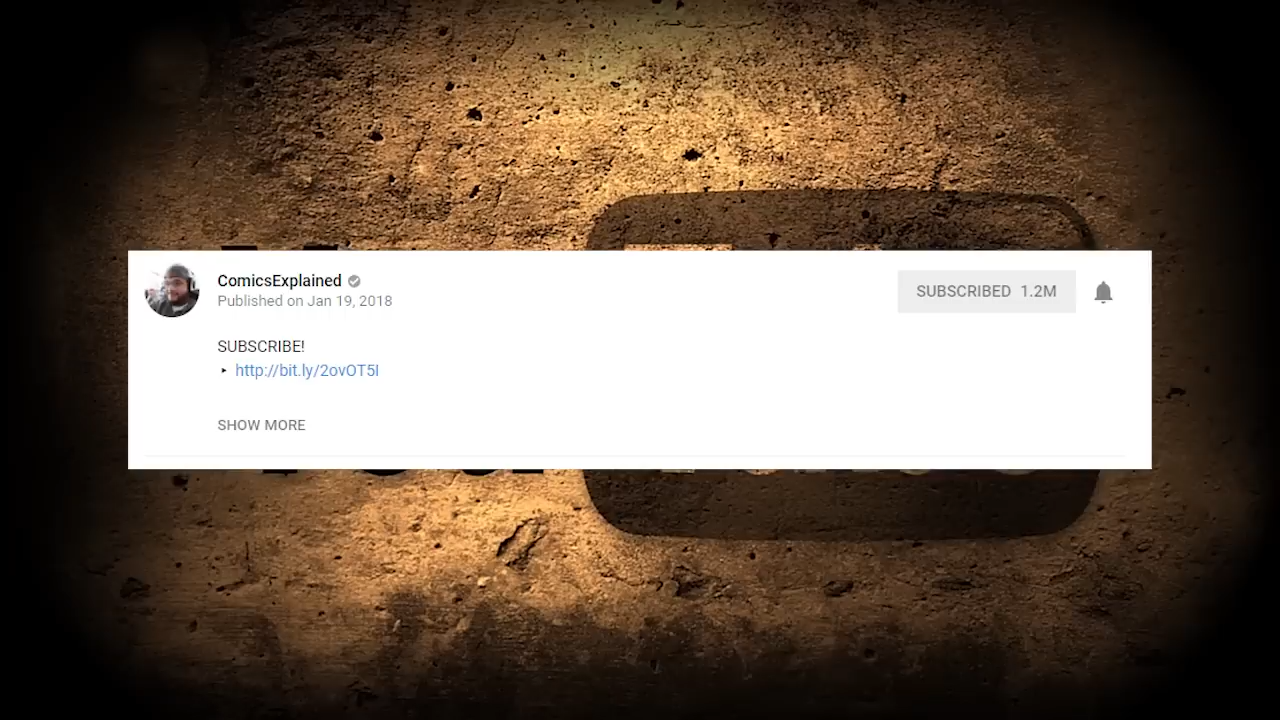 ComicsExplained
Published on Jan 19, 2018
SUBSCRIBED 1.2M
SUBSCRIBE!
‣ http://bit.ly/2ovOT5I
SHOW MORE